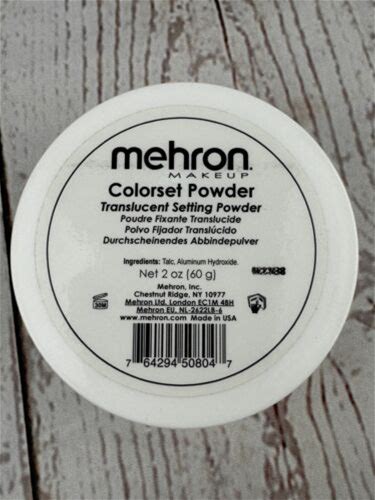 mehron
MAKEUP
Colorset Powder
Translucent Setting Powder
Poudre Fixante Translucide
Polvo Fijador Translúcido
Durchscheinendes Abbindepulver
Ingredients: Talc, Aluminum Hydroxide.
Net 2 oz (60 g)
Mehron, Inc.
Chestnut Ridge, NY 10977
Mehron Ltd. London EC1M 4BH
Mehron EU, NL-2622LB-6
www.mehron.com Made in USA
7 64294 50804 7